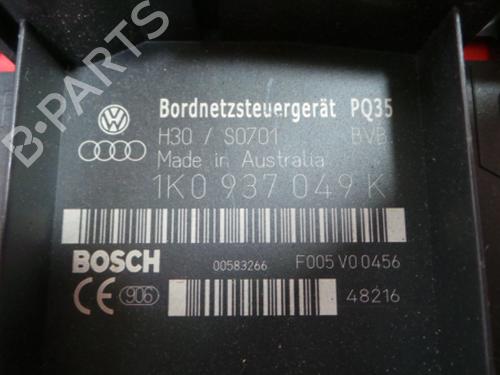 Bordnetzsteuergerät PQ35
H30 / S0701 BVB
Made in Australia
1K0 937 049 K
BOSCH 00583266 F005 V0 0456
CE 906 48216
B-PARTS